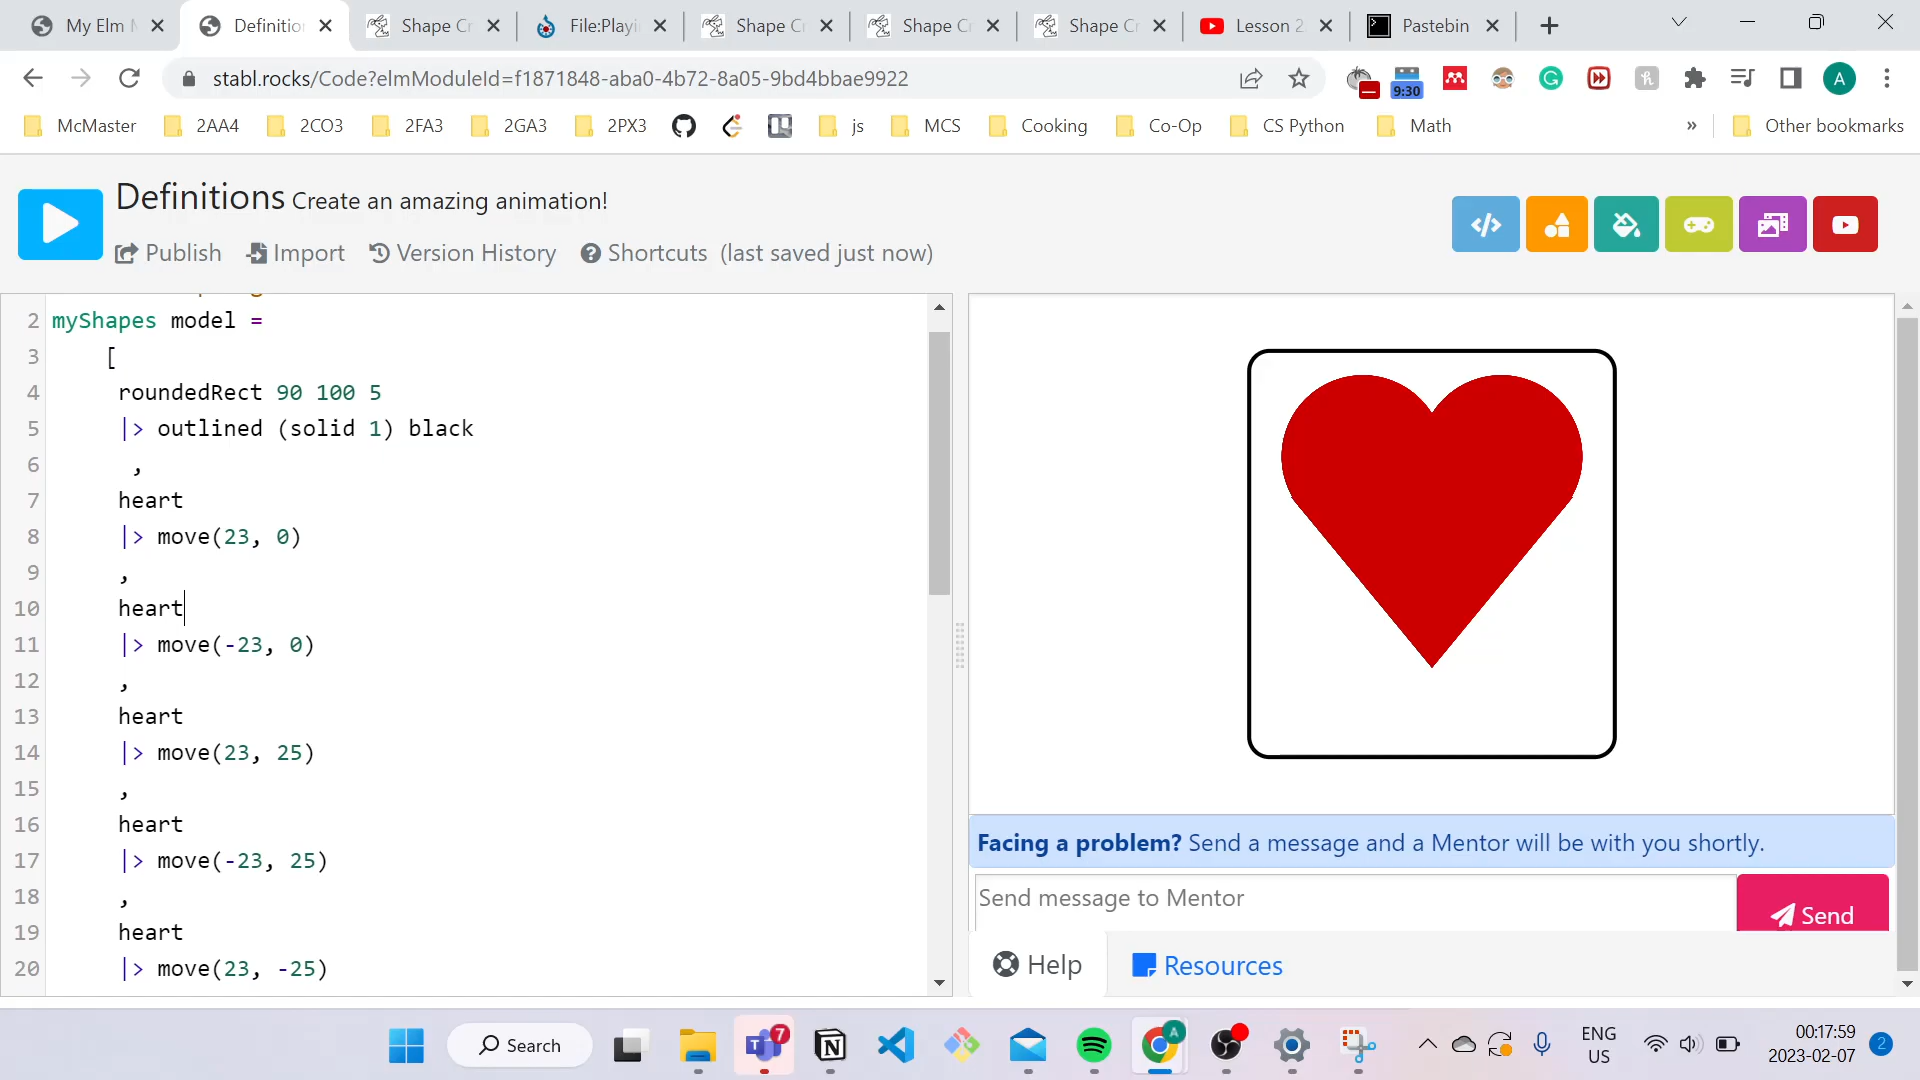 My Elm M
Definition
Shape Cr
File:Playi
Shape Cr
Shape Cr
Shape Cr
Lesson 2
Pastebin
stabl.rocks/Code?elmModuleId=f1871848-aba0-4b72-8a05-9bd4bbae9922
9:30
A
McMaster
2AA4
2CO3
2FA3
2GA3
2PX3
js
MCS
Cooking
Co-Op
CS Python
Math
»
Other bookmarks
Definitions Create an amazing animation!
Publish
Import
Version History
Shortcuts (last saved just now)
2 myShapes model =
3 [
4 roundedRect 90 100 5
5 |> outlined (solid 1) black
6 ,
7 heart
8 |> move(23, 0)
9 ,
10 heart
11 |> move(-23, 0)
12 ,
13 heart
14 |> move(23, 25)
15 ,
16 heart
17 |> move(-23, 25)
18 ,
19 heart
20 |> move(23, -25)
Facing a problem? Send a message and a Mentor will be with you shortly.
Send message to Mentor
Send
Help
Resources
Search
7
A
ENG
US
00:17:59
2023-02-07
2